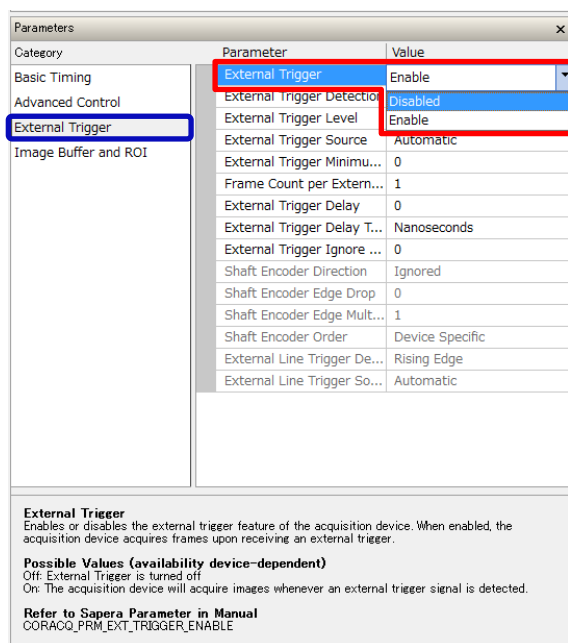 Parameters x
Category
Basic Timing
Advanced Control
External Trigger
Image Buffer and ROI
Parameter Value
External Trigger Enable
Disabled
Enable
External Trigger Detection
External Trigger Level
External Trigger Source Automatic
External Trigger Minimu... 0
Frame Count per Extern... 1
External Trigger Delay 0
External Trigger Delay T... Nanoseconds
External Trigger Ignore ... 0
Shaft Encoder Direction Ignored
Shaft Encoder Edge Drop 0
Shaft Encoder Edge Mult... 1
Shaft Encoder Order Device Specific
External Line Trigger De... Rising Edge
External Line Trigger So... Automatic
External Trigger
Enables or disables the external trigger feature of the acquisition device. When enabled, the
acquisition device acquires frames upon receiving an external trigger.
Possible Values (availability device-dependent)
Off: External Trigger is turned off
On: The acquisition device will acquire images whenever an external trigger signal is detected.
Refer to Sapera Parameter in Manual
CORACQ_PRM_EXT_TRIGGER_ENABLE